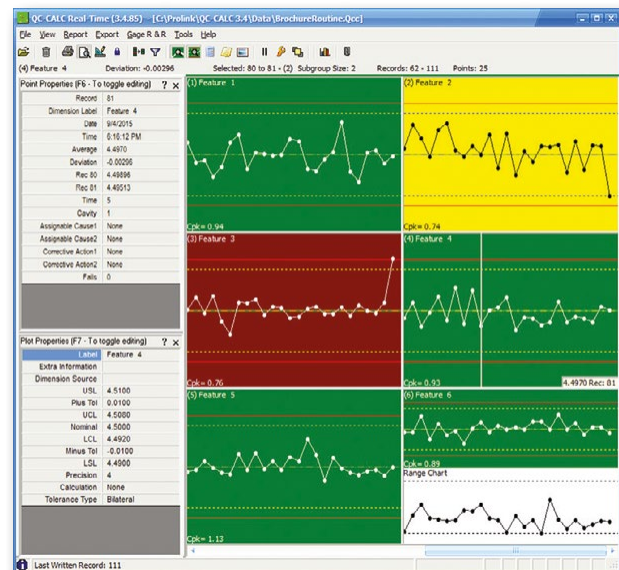 QC-CALC Real-Time (3.4.85) - [C:\Prolink\QC-CALC 3.4\Data\BrochureRoutine.Qcc]
File View Report Export Gage R & R Tools Help
(4) Feature 4 Deviation: -0.00296 Selected: 80 to 81 - (2) Subgroup Size: 2 Records: 62 - 111 Points: 25
Point Properties (F6 - To toggle editing) ? ×
Record 81
Dimension Label Feature 4
Date 9/4/2015
Time 6:16:12 PM
Average 4.4970
Deviation -0.00296
Rec 80 4.49896
Rec 81 4.49513
Time 5
Cavity 1
Assignable Cause1 None
Assignable Cause2 None
Corrective Action1 None
Corrective Action2 None
Fails 0
Plot Properties (F7 - To toggle editing) ? ×
Label Feature 4
Extra Information
Dimension Source
USL 4.5100
Plus Tol 0.0100
UCL 4.5080
Nominal 4.5000
LCL 4.4920
Minus Tol -0.0100
LSL 4.4900
Precision 4
Calculation None
Tolerance Type Bilateral
(1) Feature 1
Cpk= 0.94
(2) Feature 2
Cpk= 0.74
(3) Feature 3
Cpk= 0.76
(4) Feature 4
Cpk= 0.93
4.4970 Rec: 81
(5) Feature 5
Cpk= 1.13
(6) Feature 6
Cpk= 0.89
Range Chart
Last Written Record: 111